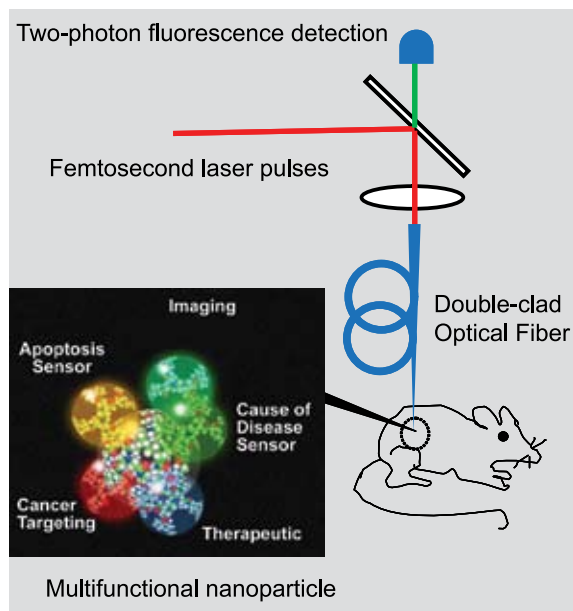 Two-photon fluorescence detection
Femtosecond laser pulses
Double-clad
Optical Fiber
Imaging
Apoptosis
Sensor
Cause of
Disease
Sensor
Cancer
Targeting
Therapeutic
Multifunctional nanoparticle